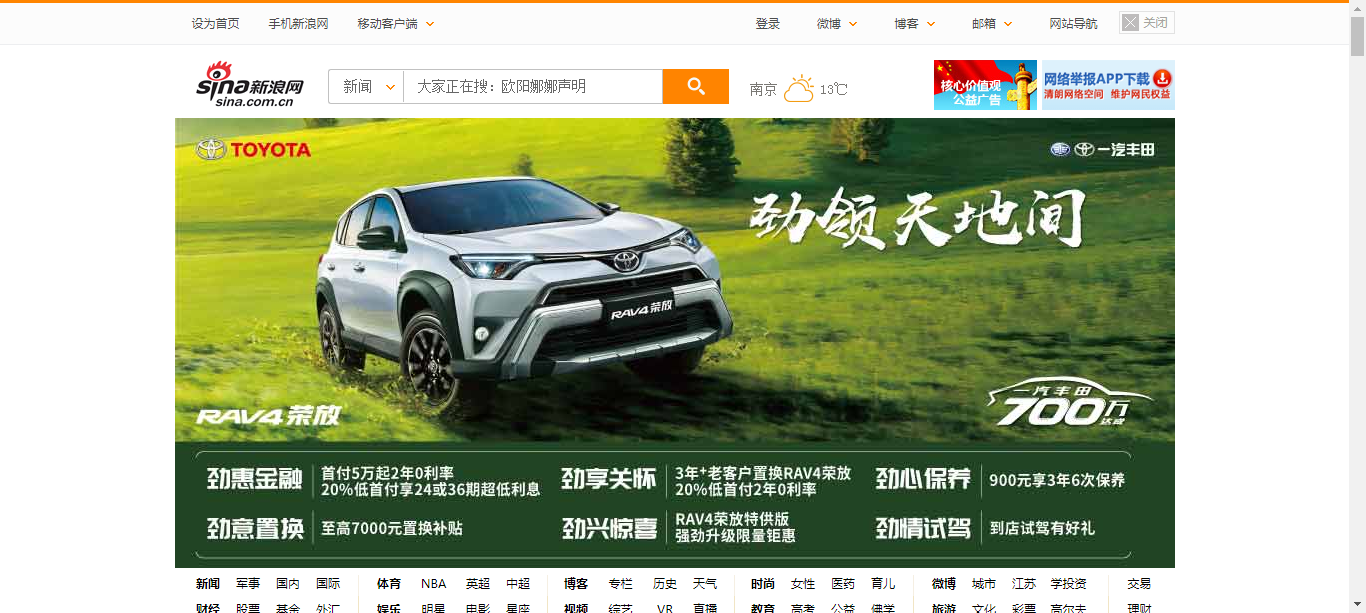 设为首页 手机新浪网 移动客户端 登录 微博 博客 邮箱 网站导航 关闭
sina新浪网
sina.com.cn
新闻 大家正在搜：欧阳娜娜声明
南京 13℃
核心价值观
公益广告
网络举报APP下载
清朗网络空间 维护网民权益
TOYOTA
一汽丰田
劲领天地间
RAV4荣放
RAV4荣放
一汽丰田
700万
达成
劲惠金融 首付5万起2年0利率
20%低首付享24或36期超低利息
劲享关怀 3年+老客户置换RAV4荣放
20%低首付2年0利率
劲心保养 900元享3年6次保养
劲意置换 至高7000元置换补贴
劲兴惊喜 RAV4荣放特供版
强劲升级限量钜惠
劲情试驾 到店试驾有好礼
新闻 军事 国内 国际 体育 NBA 英超 中超 博客 专栏 历史 天气 时尚 女性 医药 育儿 微博 城市 江苏 学投资 交易
财经 股票 基金 外汇 娱乐 明星 电影 星座 视频 综艺 VR 直播 教育 高考 公益 佛学 旅游 文化 彩票 高尔夫 理财